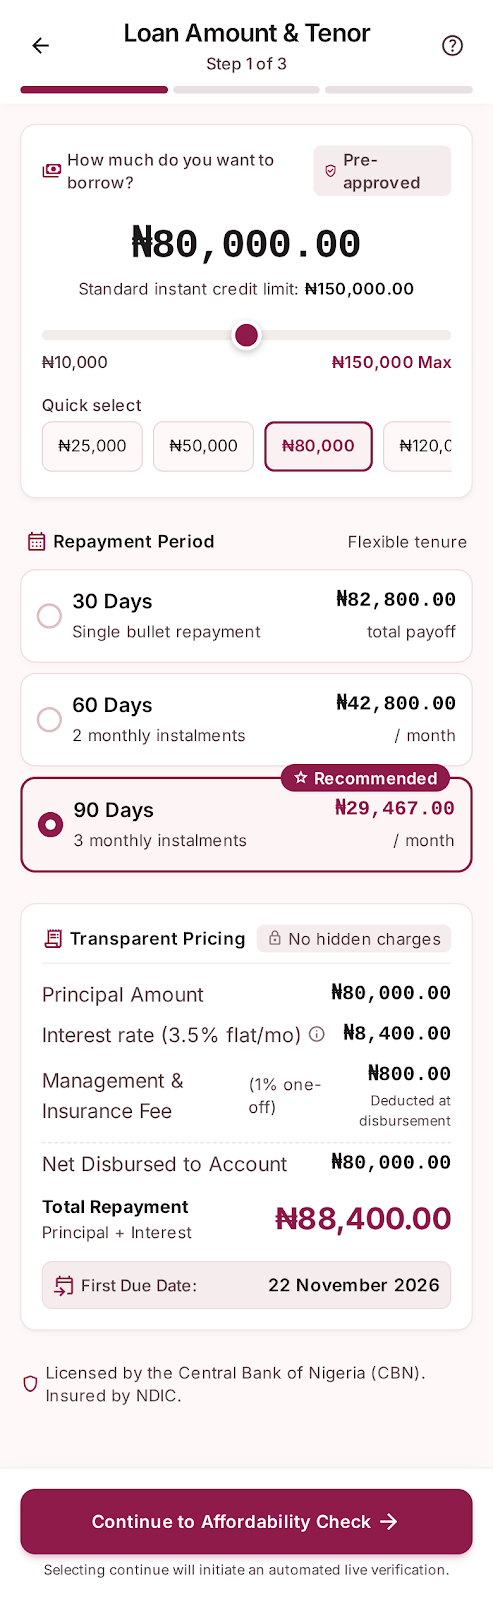 Loan Amount & Tenor
Step 1 of 3
How much do you want to
borrow?
Pre-
approved
₦80,000.00
Standard instant credit limit: ₦150,000.00
₦10,000
₦150,000 Max
Quick select
₦25,000
₦50,000
₦80,000
₦120,0
Repayment Period
Flexible tenure
30 Days
₦82,800.00
Single bullet repayment
total payoff
60 Days
₦42,800.00
2 monthly instalments
/ month
Recommended
90 Days
₦29,467.00
3 monthly instalments
/ month
Transparent Pricing
No hidden charges
Principal Amount
₦80,000.00
Interest rate (3.5% flat/mo)
₦8,400.00
Management &
Insurance Fee
(1% one-
off)
₦800.00
Deducted at
disbursement
Net Disbursed to Account
₦80,000.00
Total Repayment
Principal + Interest
₦88,400.00
First Due Date:
22 November 2026
Licensed by the Central Bank of Nigeria (CBN).
Insured by NDIC.
Continue to Affordability Check →
Selecting continue will initiate an automated live verification.